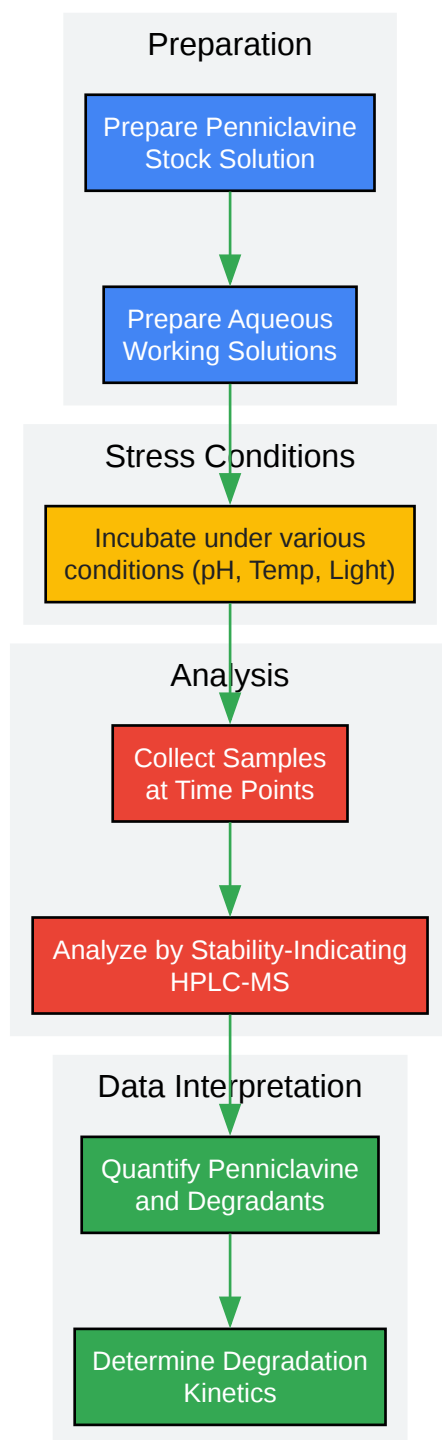 Preparation
Prepare Penniclavine
Stock Solution
Prepare Aqueous
Working Solutions
Stress Conditions
Incubate under various
conditions (pH, Temp, Light)
Analysis
Collect Samples
at Time Points
Analyze by Stability-Indicating
HPLC-MS
Data Interpretation
Quantify Penniclavine
and Degradants
Determine Degradation
Kinetics